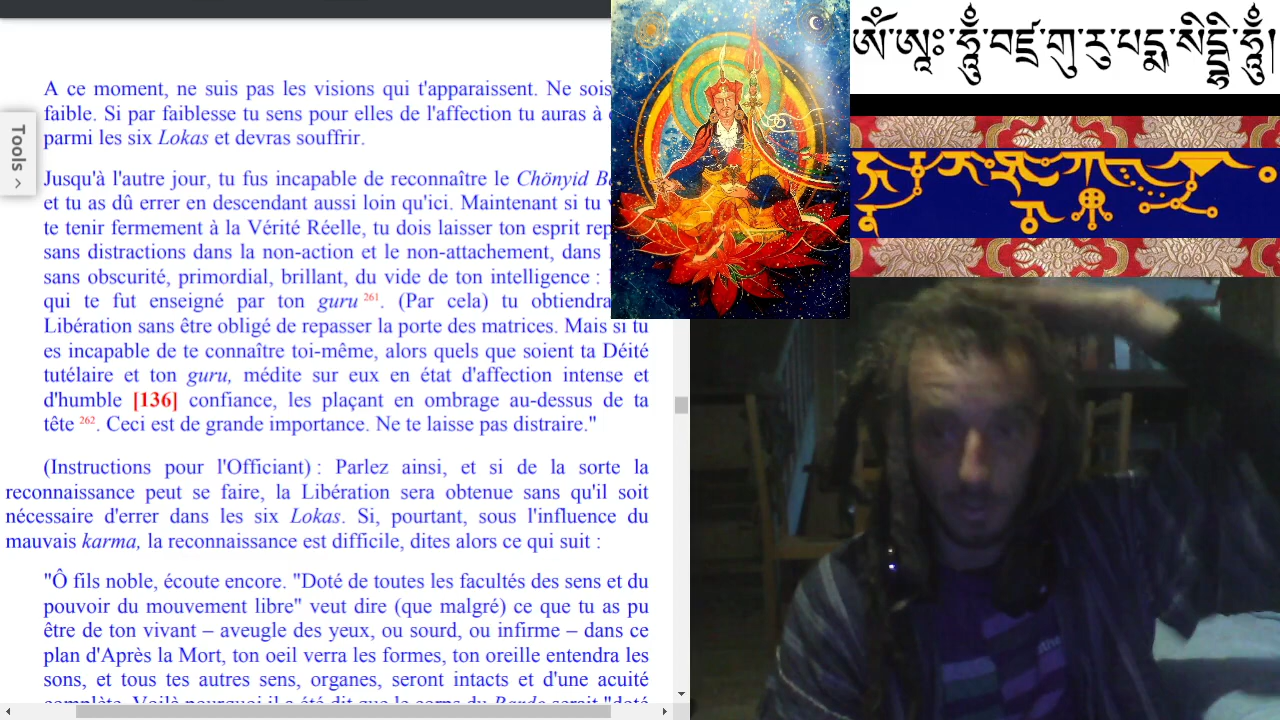 A ce moment, ne suis pas les visions qui t'apparaissent. Ne sois
faible. Si par faiblesse tu sens pour elles de l'affection tu auras à
parmi les six Lokas et devras souffrir.
Jusqu'à l'autre jour, tu fus incapable de reconnaître le Chönyid
et tu as dû errer en descendant aussi loin qu'ici. Maintenant si tu
te tenir fermement à la Vérité Réelle, tu dois laisser ton esprit
sans distractions dans la non-action et le non-attachement, dans
sans obscurité, primordial, brillant, du vide de ton intelligence :
qui te fut enseigné par ton guru 261. (Par cela) tu
Libération sans être obligé de repasser la porte des matrices. Mais si tu
es incapable de te connaître toi-même, alors quels que soient ta Déité
tutélaire et ton guru, médite sur eux en état d'affection intense et
d'humble [136] confiance, les plaçant en ombrage au-dessus de ta
tête 262. Ceci est de grande importance. Ne te laisse pas distraire."
(Instructions pour l'Officiant) : Parlez ainsi, et si de la sorte la
reconnaissance peut se faire, la Libération sera obtenue sans qu'il soit
nécessaire d'errer dans les six Lokas. Si, pourtant, sous l'influence du
mauvais karma, la reconnaissance est difficile, dites alors ce qui suit :
"Ô fils noble, écoute encore. "Doté de toutes les facultés des sens et du
pouvoir du mouvement libre" veut dire (que malgré) ce que tu as pu
être de ton vivant – aveugle des yeux, ou sourd, ou infirme – dans ce
plan d'Après la Mort, ton oeil verra les formes, ton oreille entendra les
sons, et tous tes autres sens, organes, seront intacts et d'une acuité
complète. Voilà pourquoi il a été dit que le corps du Bardo serait "doté
Tools
ཨོཾ་ཨཱཿ་ཧཱུྃ་བཛྲ་གུ་རུ་པདྨ་སིདྡྷི་ཧཱུྃ།